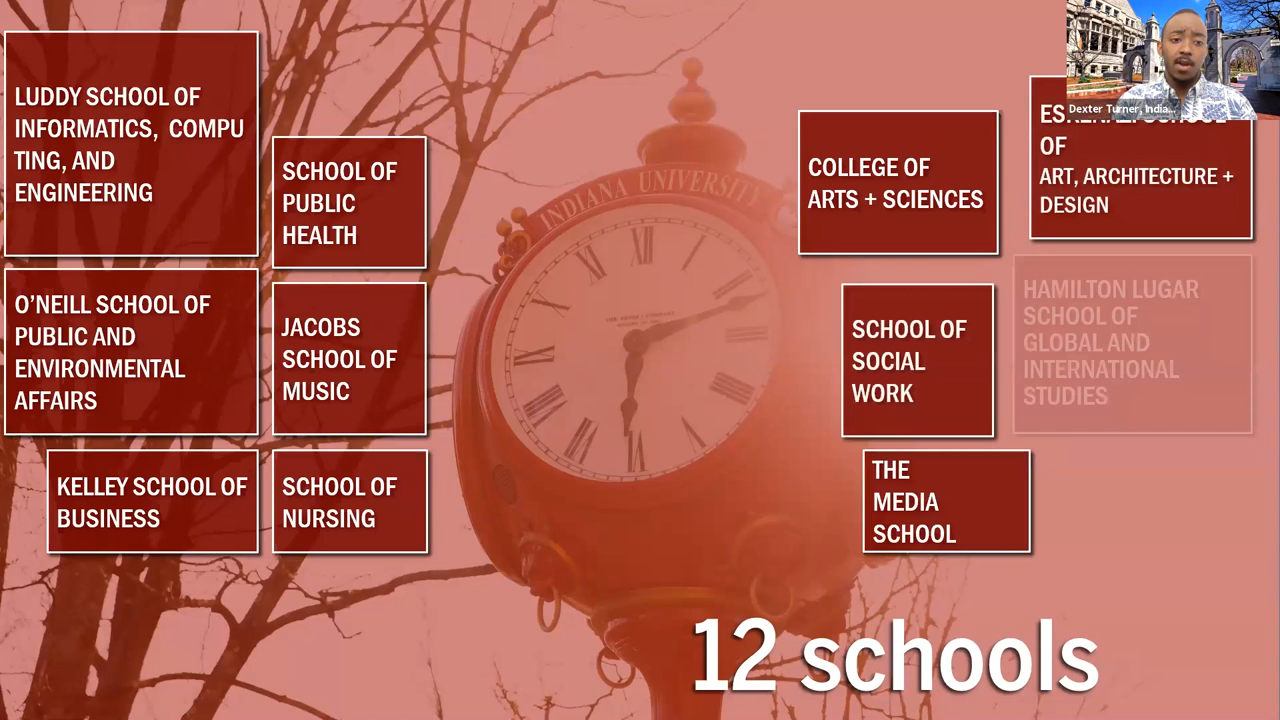 LUDDY SCHOOL OF
INFORMATICS, COMPU
TING, AND
ENGINEERING
SCHOOL OF
PUBLIC
HEALTH
O’NEILL SCHOOL OF
PUBLIC AND
ENVIRONMENTAL
AFFAIRS
JACOBS
SCHOOL OF
MUSIC
KELLEY SCHOOL OF
BUSINESS
SCHOOL OF
NURSING
INDIANA UNIVERSITY
COLLEGE OF
ARTS + SCIENCES
Dexter Turner, India...
ESKENAZI SCHOOL
OF
ART, ARCHITECTURE +
DESIGN
SCHOOL OF
SOCIAL
WORK
HAMILTON LUGAR
SCHOOL OF
GLOBAL AND
INTERNATIONAL
STUDIES
THE
MEDIA
SCHOOL
12 schools